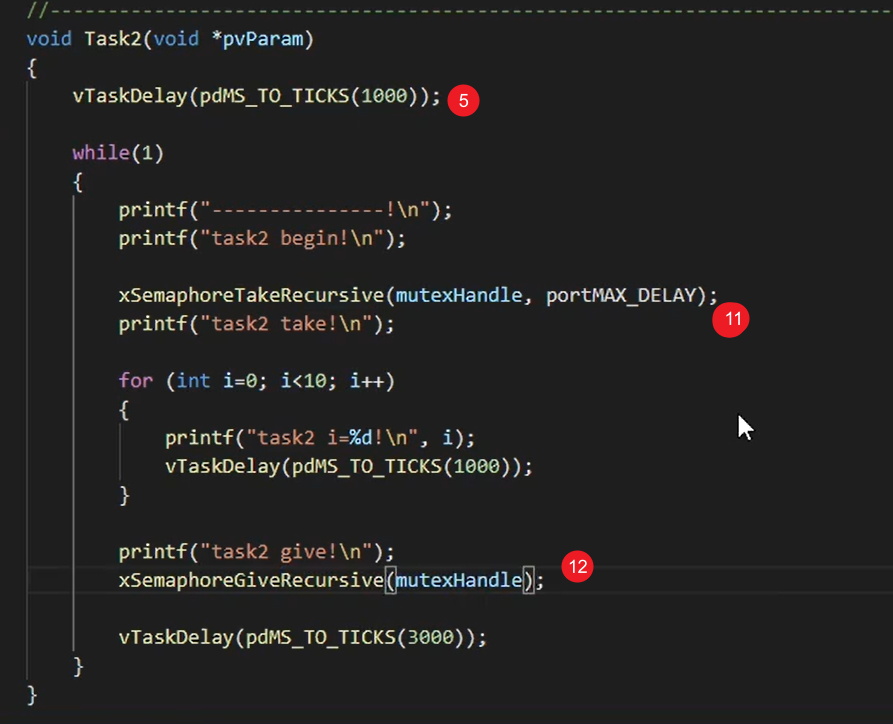 //------------------------------------------------------------------------
void Task2(void *pvParam)
{
vTaskDelay(pdMS_TO_TICKS(1000)); 5
while(1)
{
printf("---------------!\n");
printf("task2 begin!\n");
xSemaphoreTakeRecursive(mutexHandle, portMAX_DELAY);
11
printf("task2 take!\n");
for (int i=0; i<10; i++)
{
printf("task2 i=%d!\n", i);
vTaskDelay(pdMS_TO_TICKS(1000));
}
printf("task2 give!\n");
12
xSemaphoreGiveRecursive(mutexHandle);
vTaskDelay(pdMS_TO_TICKS(3000));
}
}